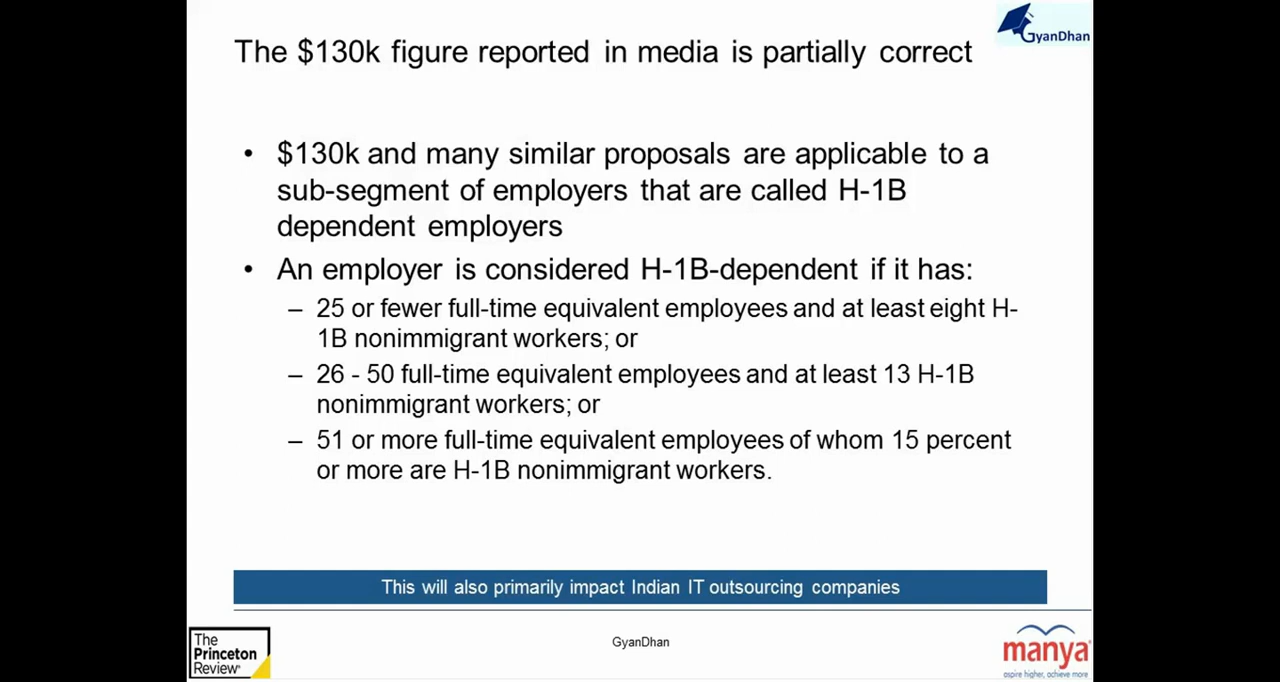 GyanDhan
The $130k figure reported in media is partially correct
• $130k and many similar proposals are applicable to a
sub-segment of employers that are called H-1B
dependent employers
• An employer is considered H-1B-dependent if it has:
– 25 or fewer full-time equivalent employees and at least eight H-
1B nonimmigrant workers; or
– 26 - 50 full-time equivalent employees and at least 13 H-1B
nonimmigrant workers; or
– 51 or more full-time equivalent employees of whom 15 percent
or more are H-1B nonimmigrant workers.
This will also primarily impact Indian IT outsourcing companies
The
Princeton
Review
GyanDhan
manya
aspire higher, achieve more